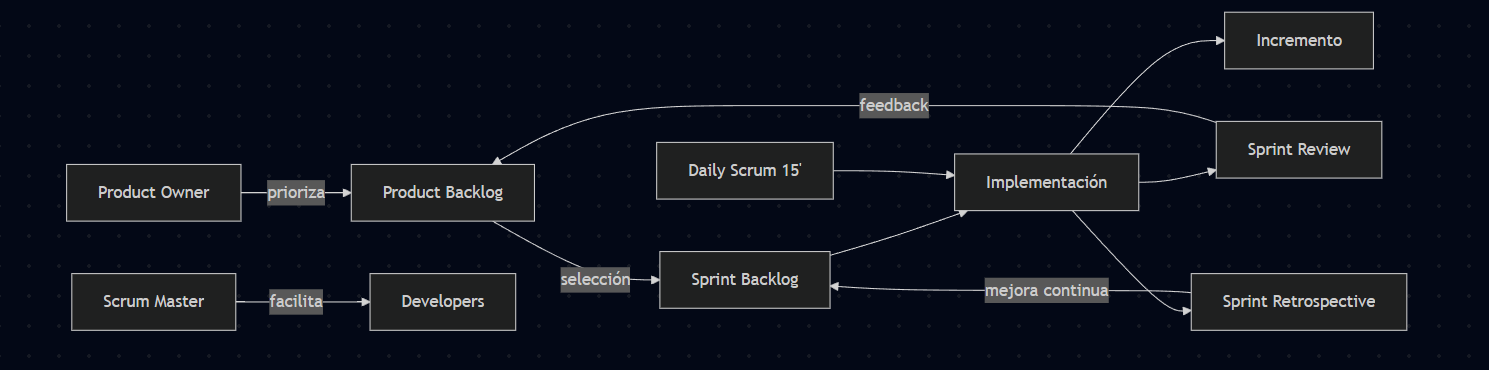 Incremento
feedback
Sprint Review
Daily Scrum 15'
Product Owner
prioriza
Product Backlog
Implementación
selección
Sprint Backlog
mejora continua
Scrum Master
facilita
Developers
Sprint Retrospective